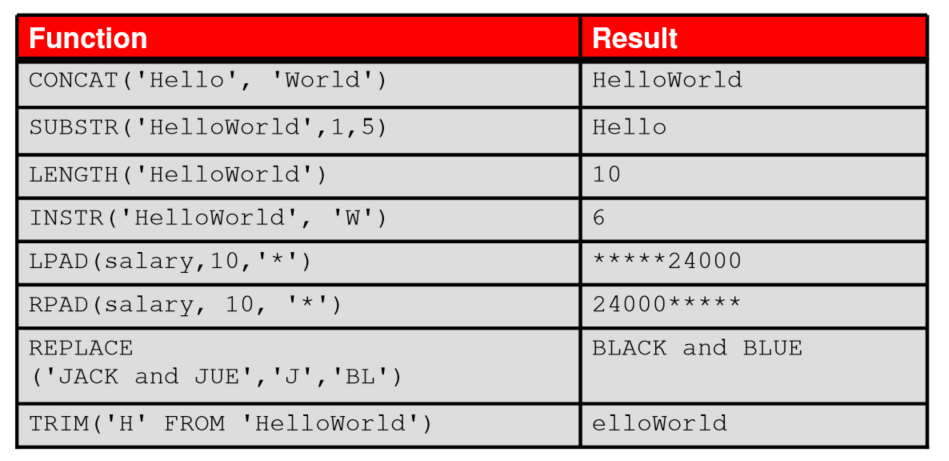 Function Result
CONCAT('Hello', 'World') HelloWorld
SUBSTR('HelloWorld',1,5) Hello
LENGTH('HelloWorld') 10
INSTR('HelloWorld', 'W') 6
LPAD(salary,10,'*') *****24000
RPAD(salary, 10, '*') 24000*****
REPLACE BLACK and BLUE
('JACK and JUE','J','BL')
TRIM('H' FROM 'HelloWorld') elloWorld